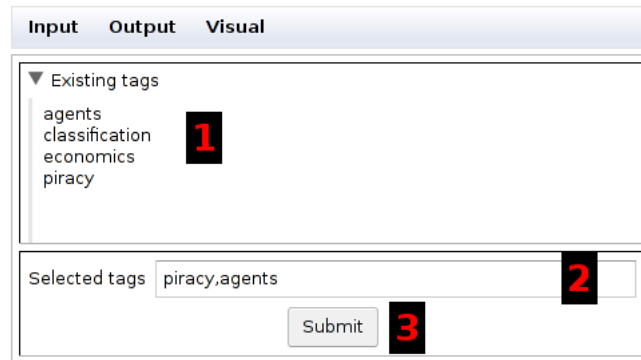 Input Output Visual
Existing tags
agents
classification
economics
piracy
1
Selected tags piracy,agents 2
Submit 3